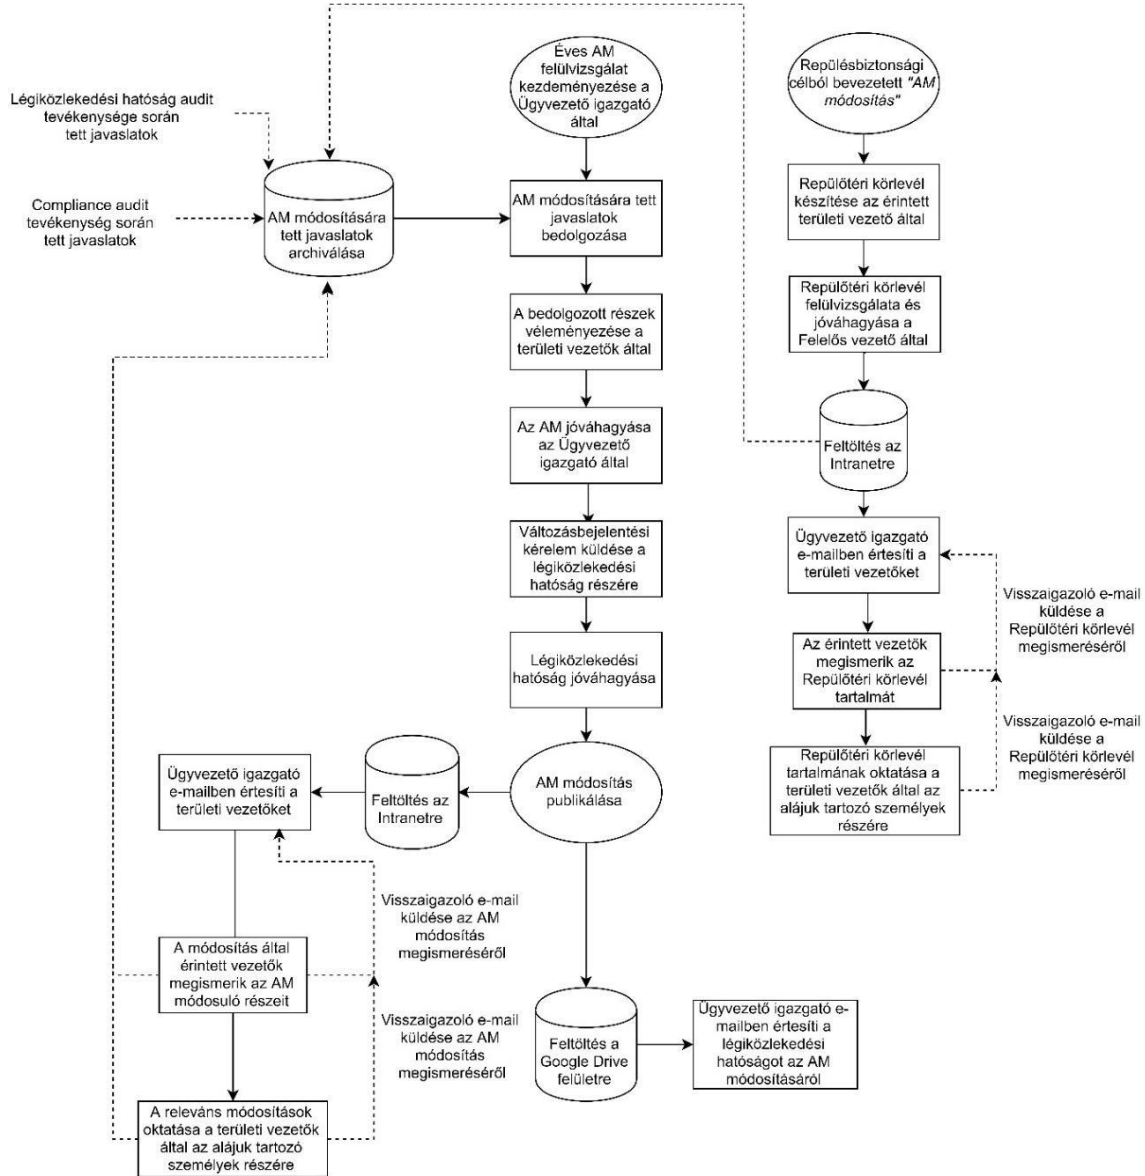 Éves AM
felülvizsgálat
kezdeményezése a
Ügyvezető igazgató
által
Repülésbiztonsági
célból bevezetett "AM
módosítás"
Légiközlekedési hatóság audit
tevékenysége során
tett javaslatok
Compliance audit
tevékenység során
tett javaslatok
AM módosítására
tett javaslatok
archiválása
AM módosítására tett
javaslatok
bedolgozása
Repülőtéri körlevél
készítése az érintett
területi vezető által
A bedolgozott részek
véleményezése a
területi vezetők által
Repülőtéri körlevél
felülvizsgálata és
jóváhagyása a
Felelős vezető által
Az AM jóváhagyása
az Ügyvezető
igazgató által
Feltöltés az
Intranetre
Változásbejelentési
kérelem küldése a
légiközlekedési
hatóság részére
Ügyvezető igazgató
e-mailben értesíti a
területi vezetőket
Visszaigazoló e-mail
küldése a
Repülőtéri körlevél
megismeréséről
Légiközlekedési
hatóság jóváhagyása
Az érintett vezetők
megismerik az
Repülőtéri körlevél
tartalmát
Visszaigazoló e-mail
küldése a
Repülőtéri körlevél
megismeréséről
Repülőtéri körlevél
tartalmának oktatása a
területi vezetők által az
alájuk tartozó személyek
részére
Ügyvezető igazgató
e-mailben értesíti a
területi vezetőket
Feltöltés az
Intranetre
AM módosítás
publikálása
Visszaigazoló e-mail
küldése az AM
módosítás
megismeréséről
A módosítás által
érintett vezetők
megismerik az AM
módosuló részeit
Visszaigazoló e-mail
küldése az AM
módosítás
megismeréséről
Feltöltés a
Google Drive
felületre
Ügyvezető igazgató e-
mailben értesíti a
légiközlekedési
hatóságot az AM
módosításáról
A releváns módosítások
oktatása a területi vezetők
által az alájuk tartozó
személyek részére